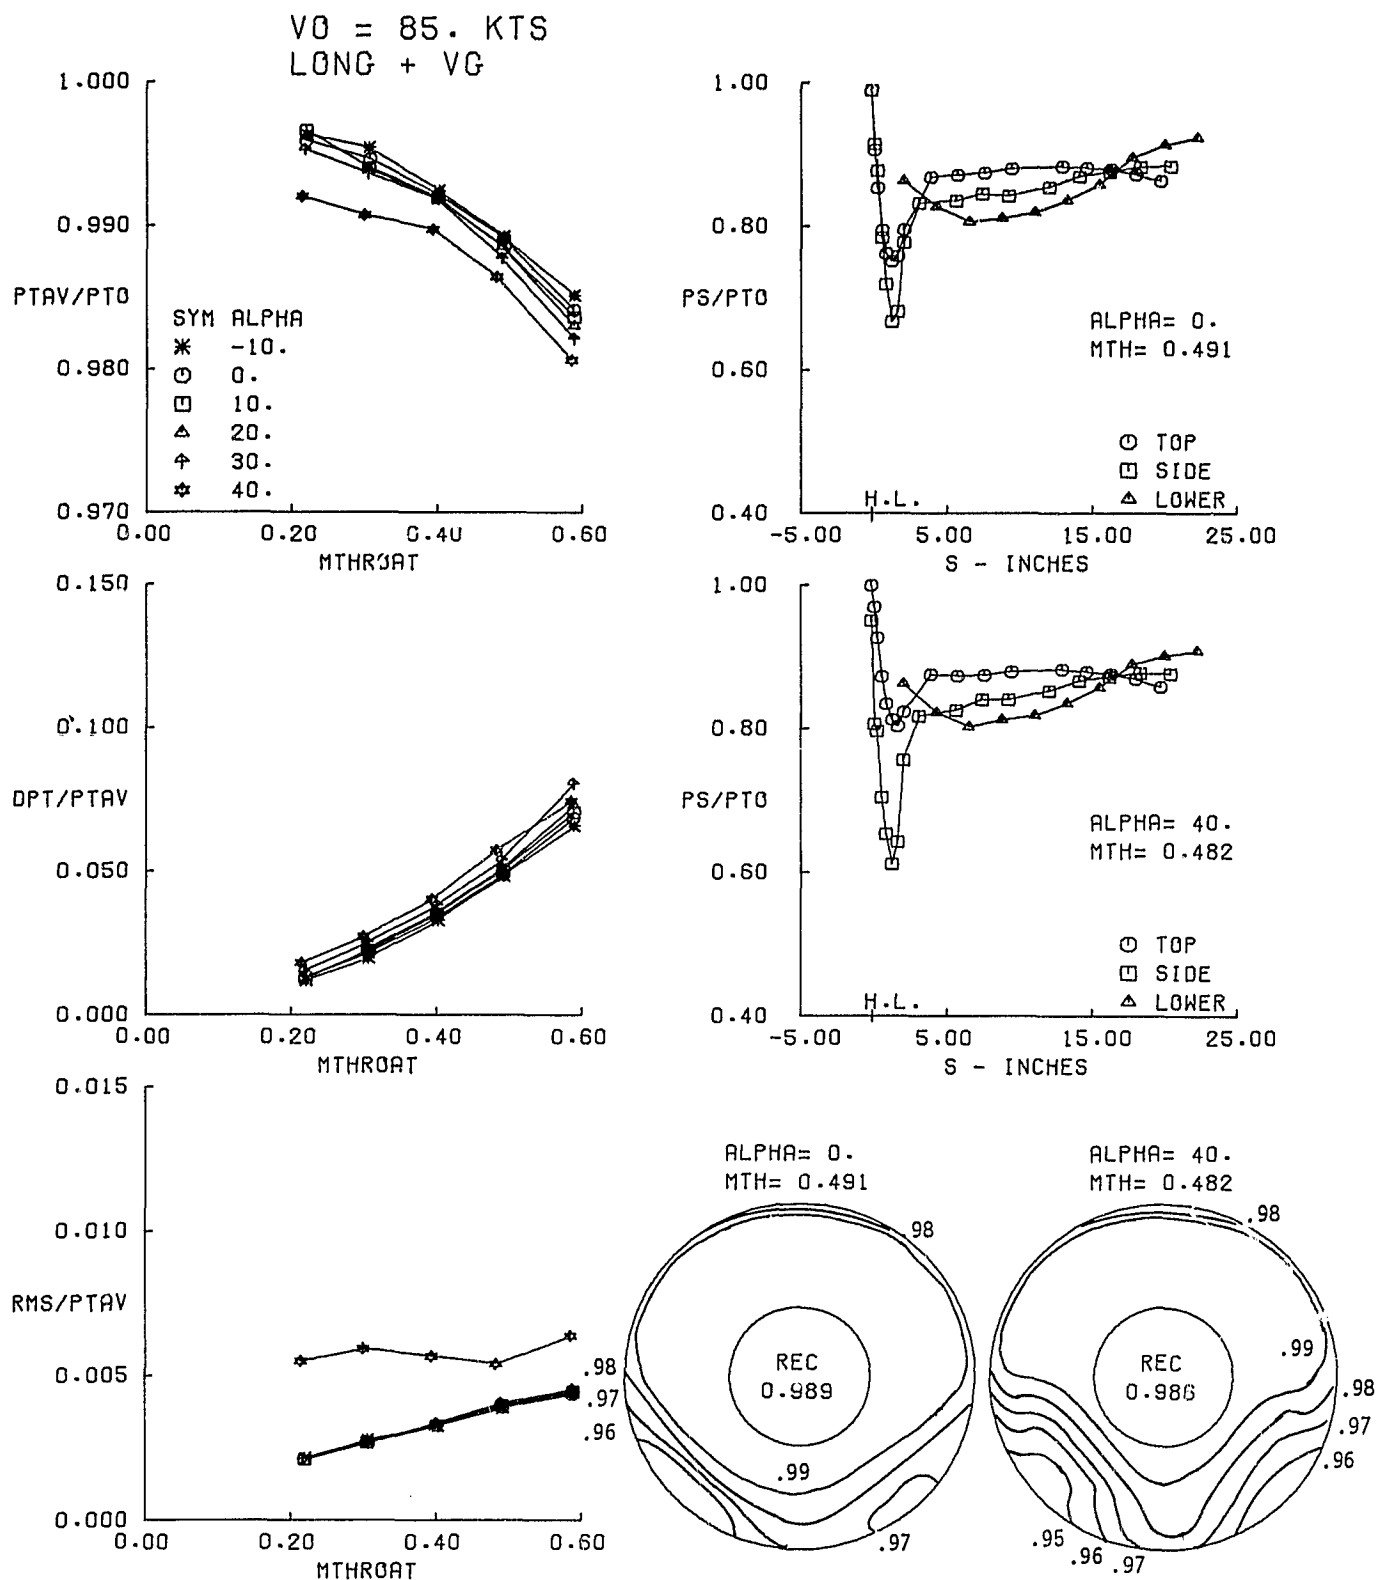 VO = 85. KTS
LONG + VG
1.000
0.990
PTAV/PTO
0.980
0.970
SYM ALPHA
-10.
0.
10.
20.
30.
40.
0.00 0.20 0.40 0.60
MTHROAT
1.00
0.80
PS/PTO
0.60
0.40
ALPHA= 0.
MTH= 0.491
TOP
SIDE
LOWER
H.L.
-5.00 5.00 15.00 25.00
S - INCHES
0.150
0.100
DPT/PTAV
0.050
0.000
0.00 0.20 0.40 0.60
MTHROAT
1.00
0.80
PS/PTO
0.60
0.40
ALPHA= 40.
MTH= 0.482
TOP
SIDE
LOWER
H.L.
-5.00 5.00 15.00 25.00
S - INCHES
0.015
0.010
RMS/PTAV
0.005
0.000
0.00 0.20 0.40 0.60
MTHROAT
ALPHA= 0.
MTH= 0.491
.98
REC
0.989
.98
.97
.96
.99
.97
ALPHA= 40.
MTH= 0.482
.98
.99
REC
0.986
.98
.97
.96
.95
.96
.97